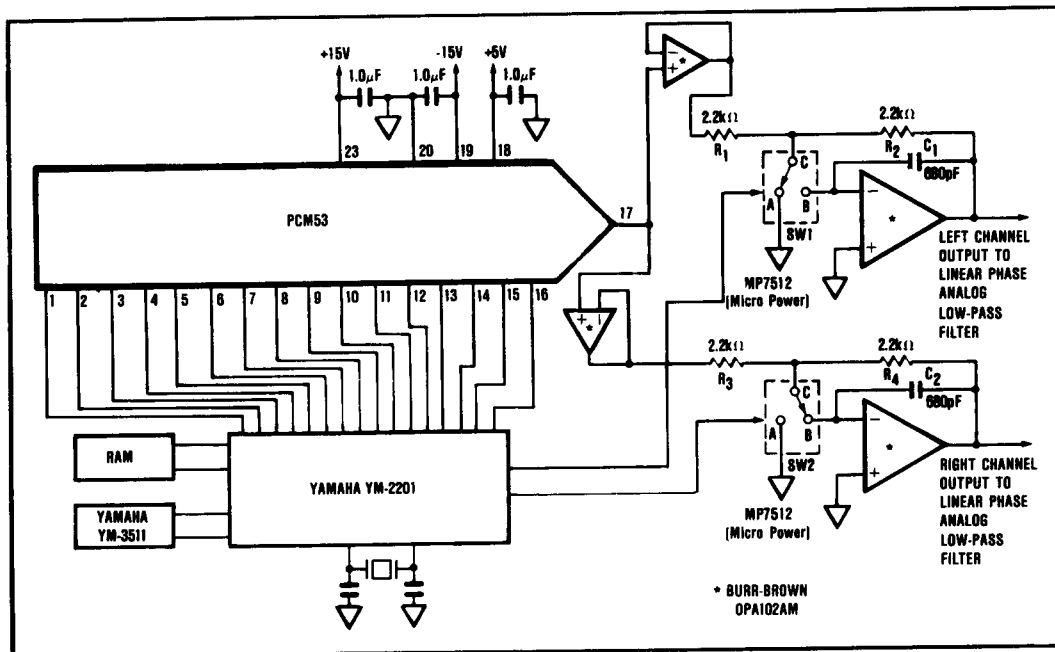 +15V
-15V
+5V
1.0µF
1.0µF
1.0µF
23
20
19
18
PCM53
17
1
2
3
4
5
6
7
8
9
10
11
12
13
14
15
16
RAM
YAMAHA
YM-3511
YAMAHA YM-2201
-
+
*
2.2kΩ
R1
2.2kΩ
R2
C1
680pF
C
A
B
SW1
MP7512
(Micro Power)
-
+
*
LEFT CHANNEL
OUTPUT TO
LINEAR PHASE
ANALOG
LOW-PASS
FILTER
+
-
*
2.2kΩ
R3
2.2kΩ
R4
C2
680pF
C
A
B
SW2
MP7512
(Micro Power)
-
+
*
RIGHT CHANNEL
OUTPUT TO
LINEAR PHASE
ANALOG
LOW-PASS
FILTER
* BURR-BROWN
OPA102AM